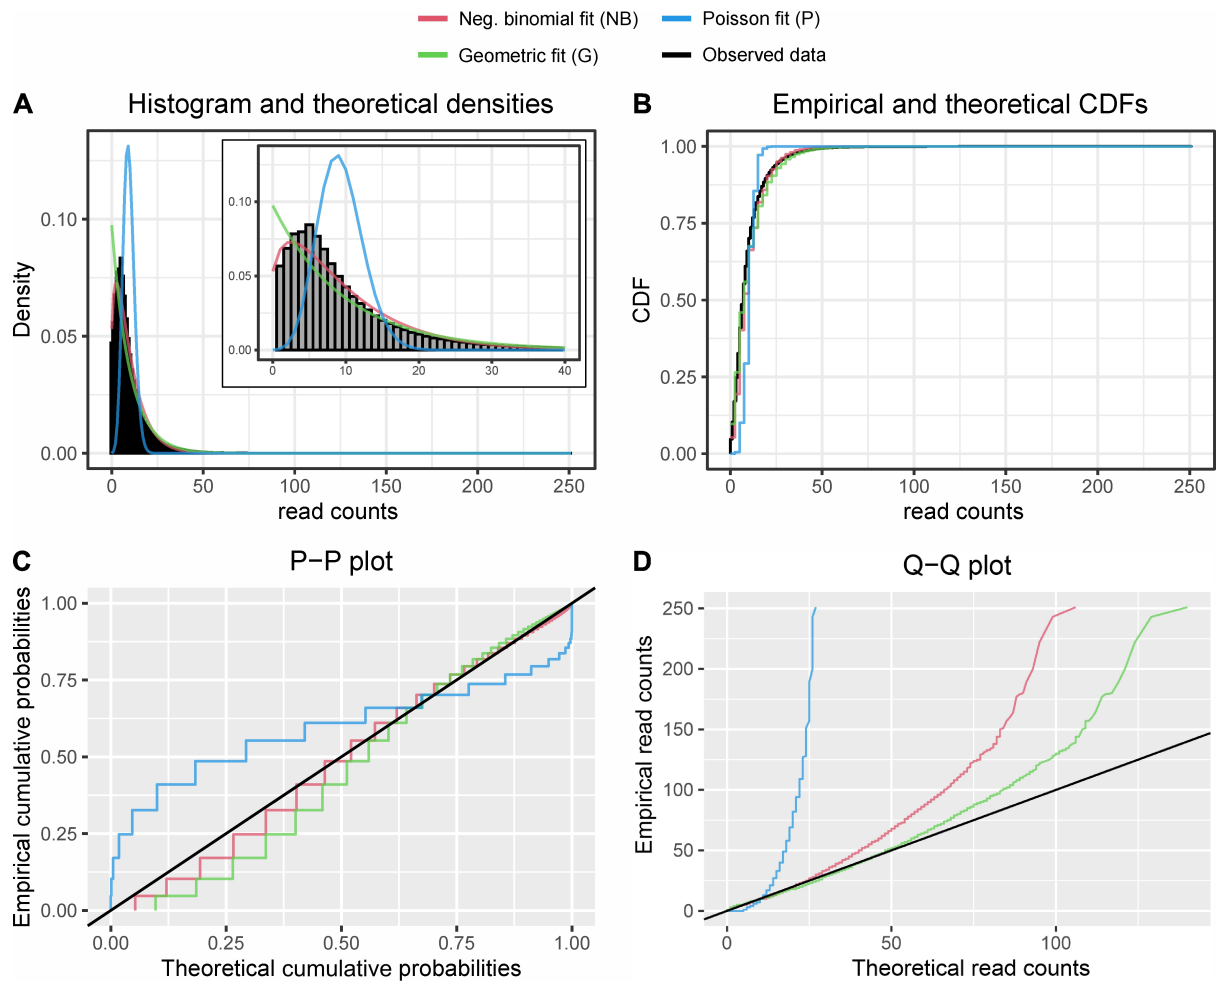 Neg. binomial fit (NB) Poisson fit (P)
Geometric fit (G) Observed data
A Histogram and theoretical densities
Density
0.10
0.05
0.00
0.10
0.05
0.00
0 10 20 30 40
0 50 100 150 200 250
read counts
B Empirical and theoretical CDFs
CDF
1.00
0.75
0.50
0.25
0.00
0 50 100 150 200 250
read counts
C P−P plot
Empirical cumulative probabilities
1.00
0.75
0.50
0.25
0.00
0.00 0.25 0.50 0.75 1.00
Theoretical cumulative probabilities
D Q−Q plot
Empirical read counts
250
200
150
100
50
0
0 50 100
Theoretical read counts